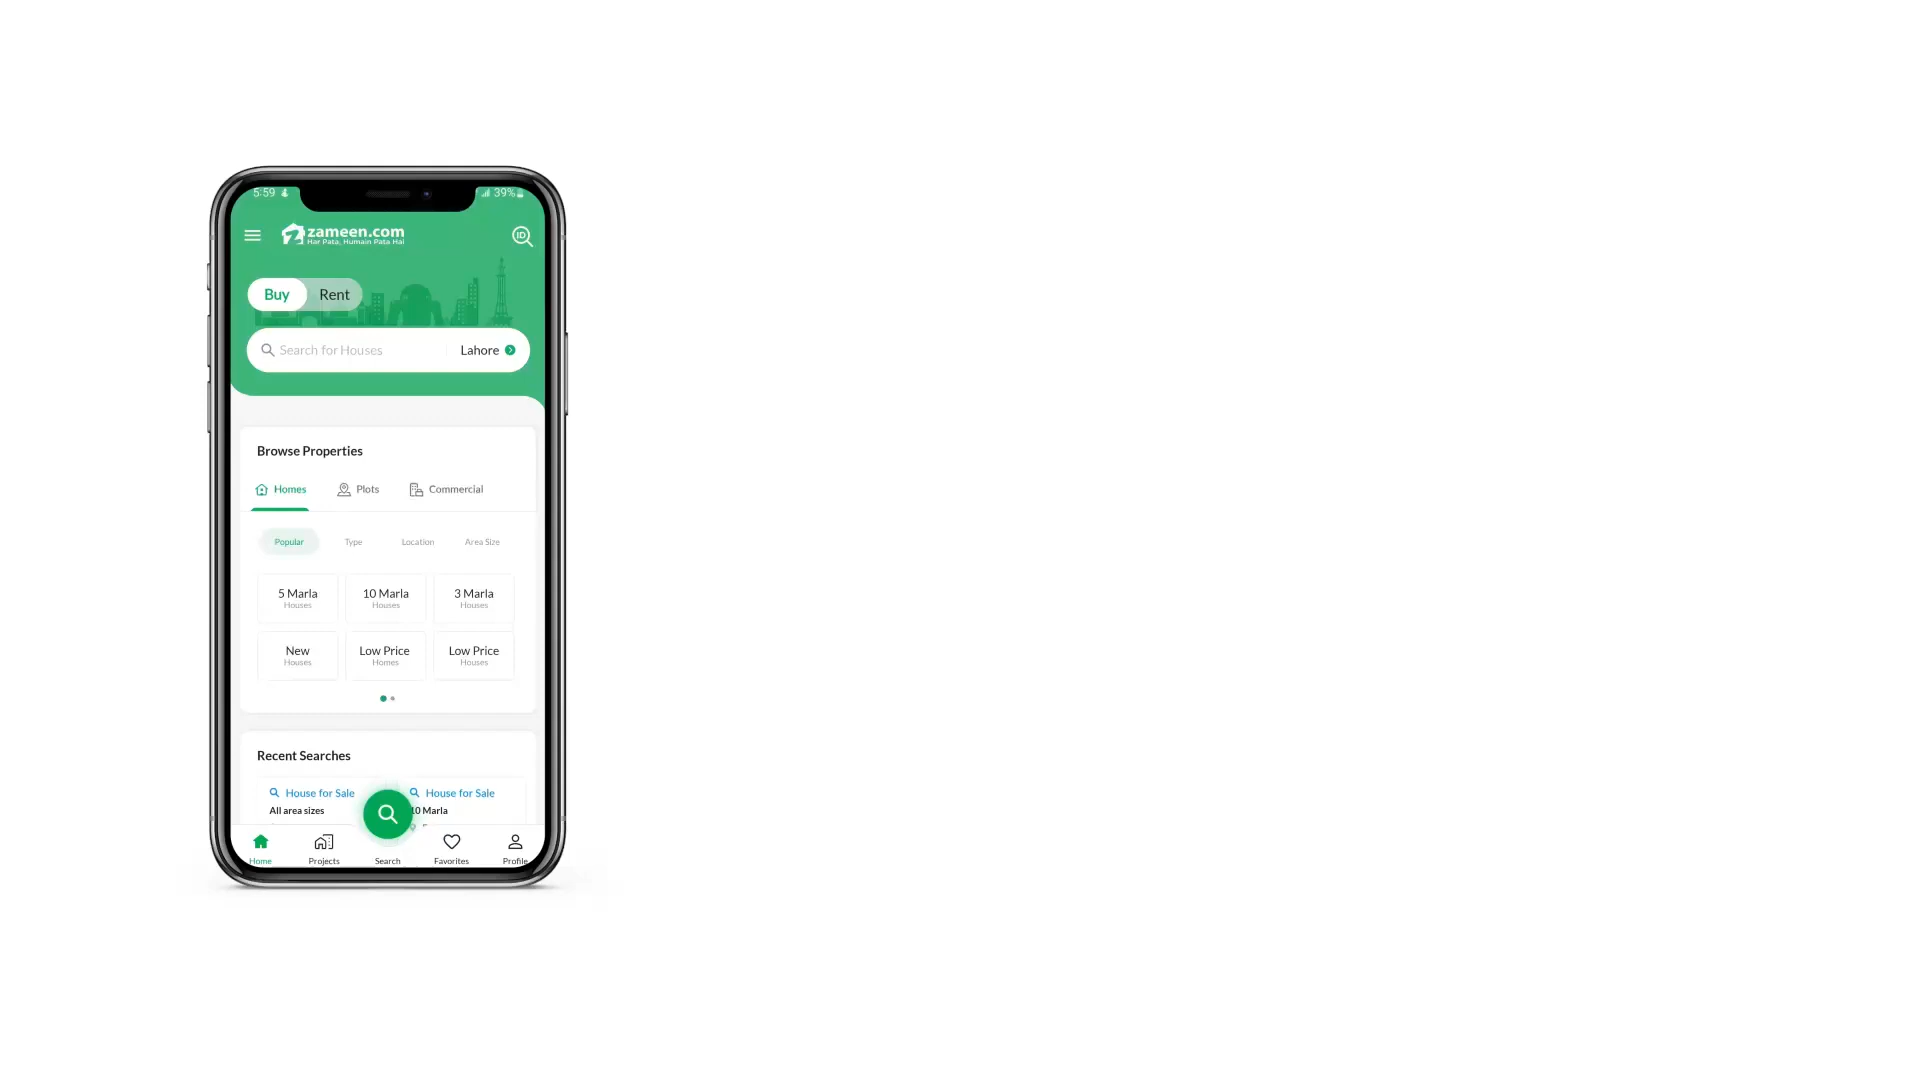 5:59
39%
zameen.com
Har Pata, Humain Pata Hai
ID
Buy Rent
Search for Houses Lahore
Browse Properties
Homes Plots Commercial
Popular Type Location Area Size
5 Marla 10 Marla 3 Marla
Houses Houses Houses
New Low Price Low Price
Houses Homes Houses
Recent Searches
House for Sale House for Sale
All area sizes 10 Marla
Home Projects Search Favorites Profile